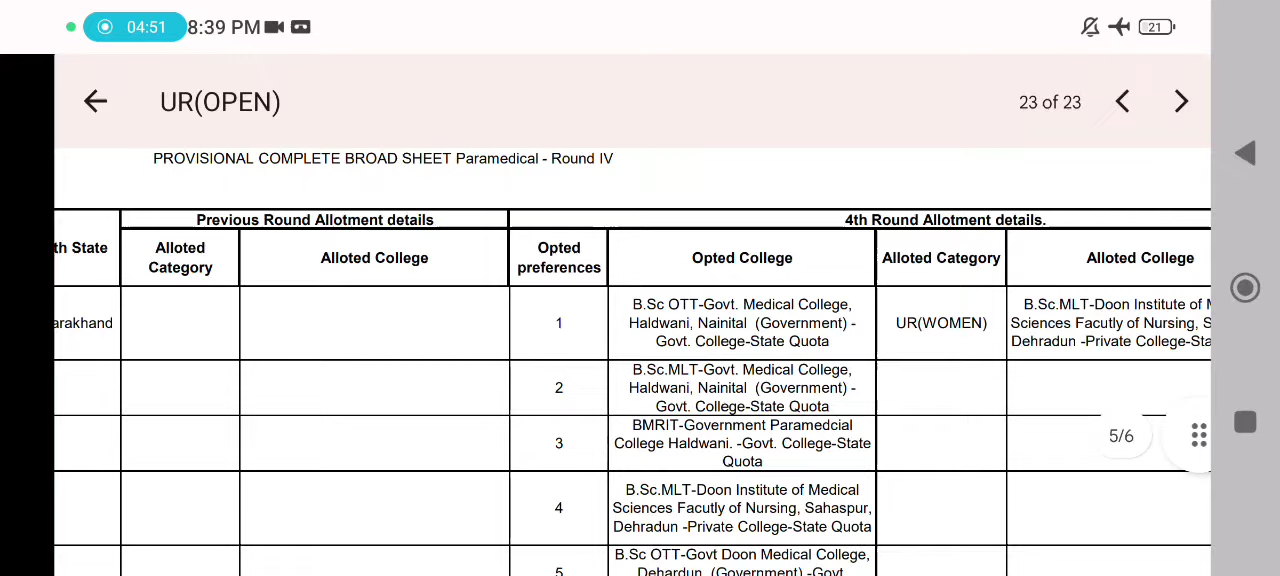 04:51 8:39 PM 21
UR(OPEN) 23 of 23
PROVISIONAL COMPLETE BROAD SHEET Paramedical - Round IV
Previous Round Allotment details 4th Round Allotment details.
th State Alloted Category Alloted College Opted preferences Opted College Alloted Category Alloted College
arakhand 1 B.Sc OTT-Govt. Medical College, Haldwani, Nainital (Government) - Govt. College-State Quota UR(WOMEN) B.Sc.MLT-Doon Institute of Sciences Facutly of Nursing, Dehradun -Private College-Sta
2 B.Sc.MLT-Govt. Medical College, Haldwani, Nainital (Government) - Govt. College-State Quota
3 BMRIT-Government Paramedcial College Haldwani. -Govt. College-State Quota
5/6
4 B.Sc.MLT-Doon Institute of Medical Sciences Facutly of Nursing, Sahaspur, Dehradun -Private College-State Quota
5 B.Sc OTT-Govt Doon Medical College, Dehardun, (Government) -Govt